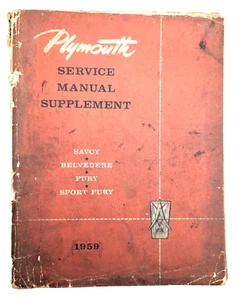 Plymouth
SERVICE
MANUAL
SUPPLEMENT
SAVOY
•
BELVEDERE
•
FURY
•
SPORT FURY
1959